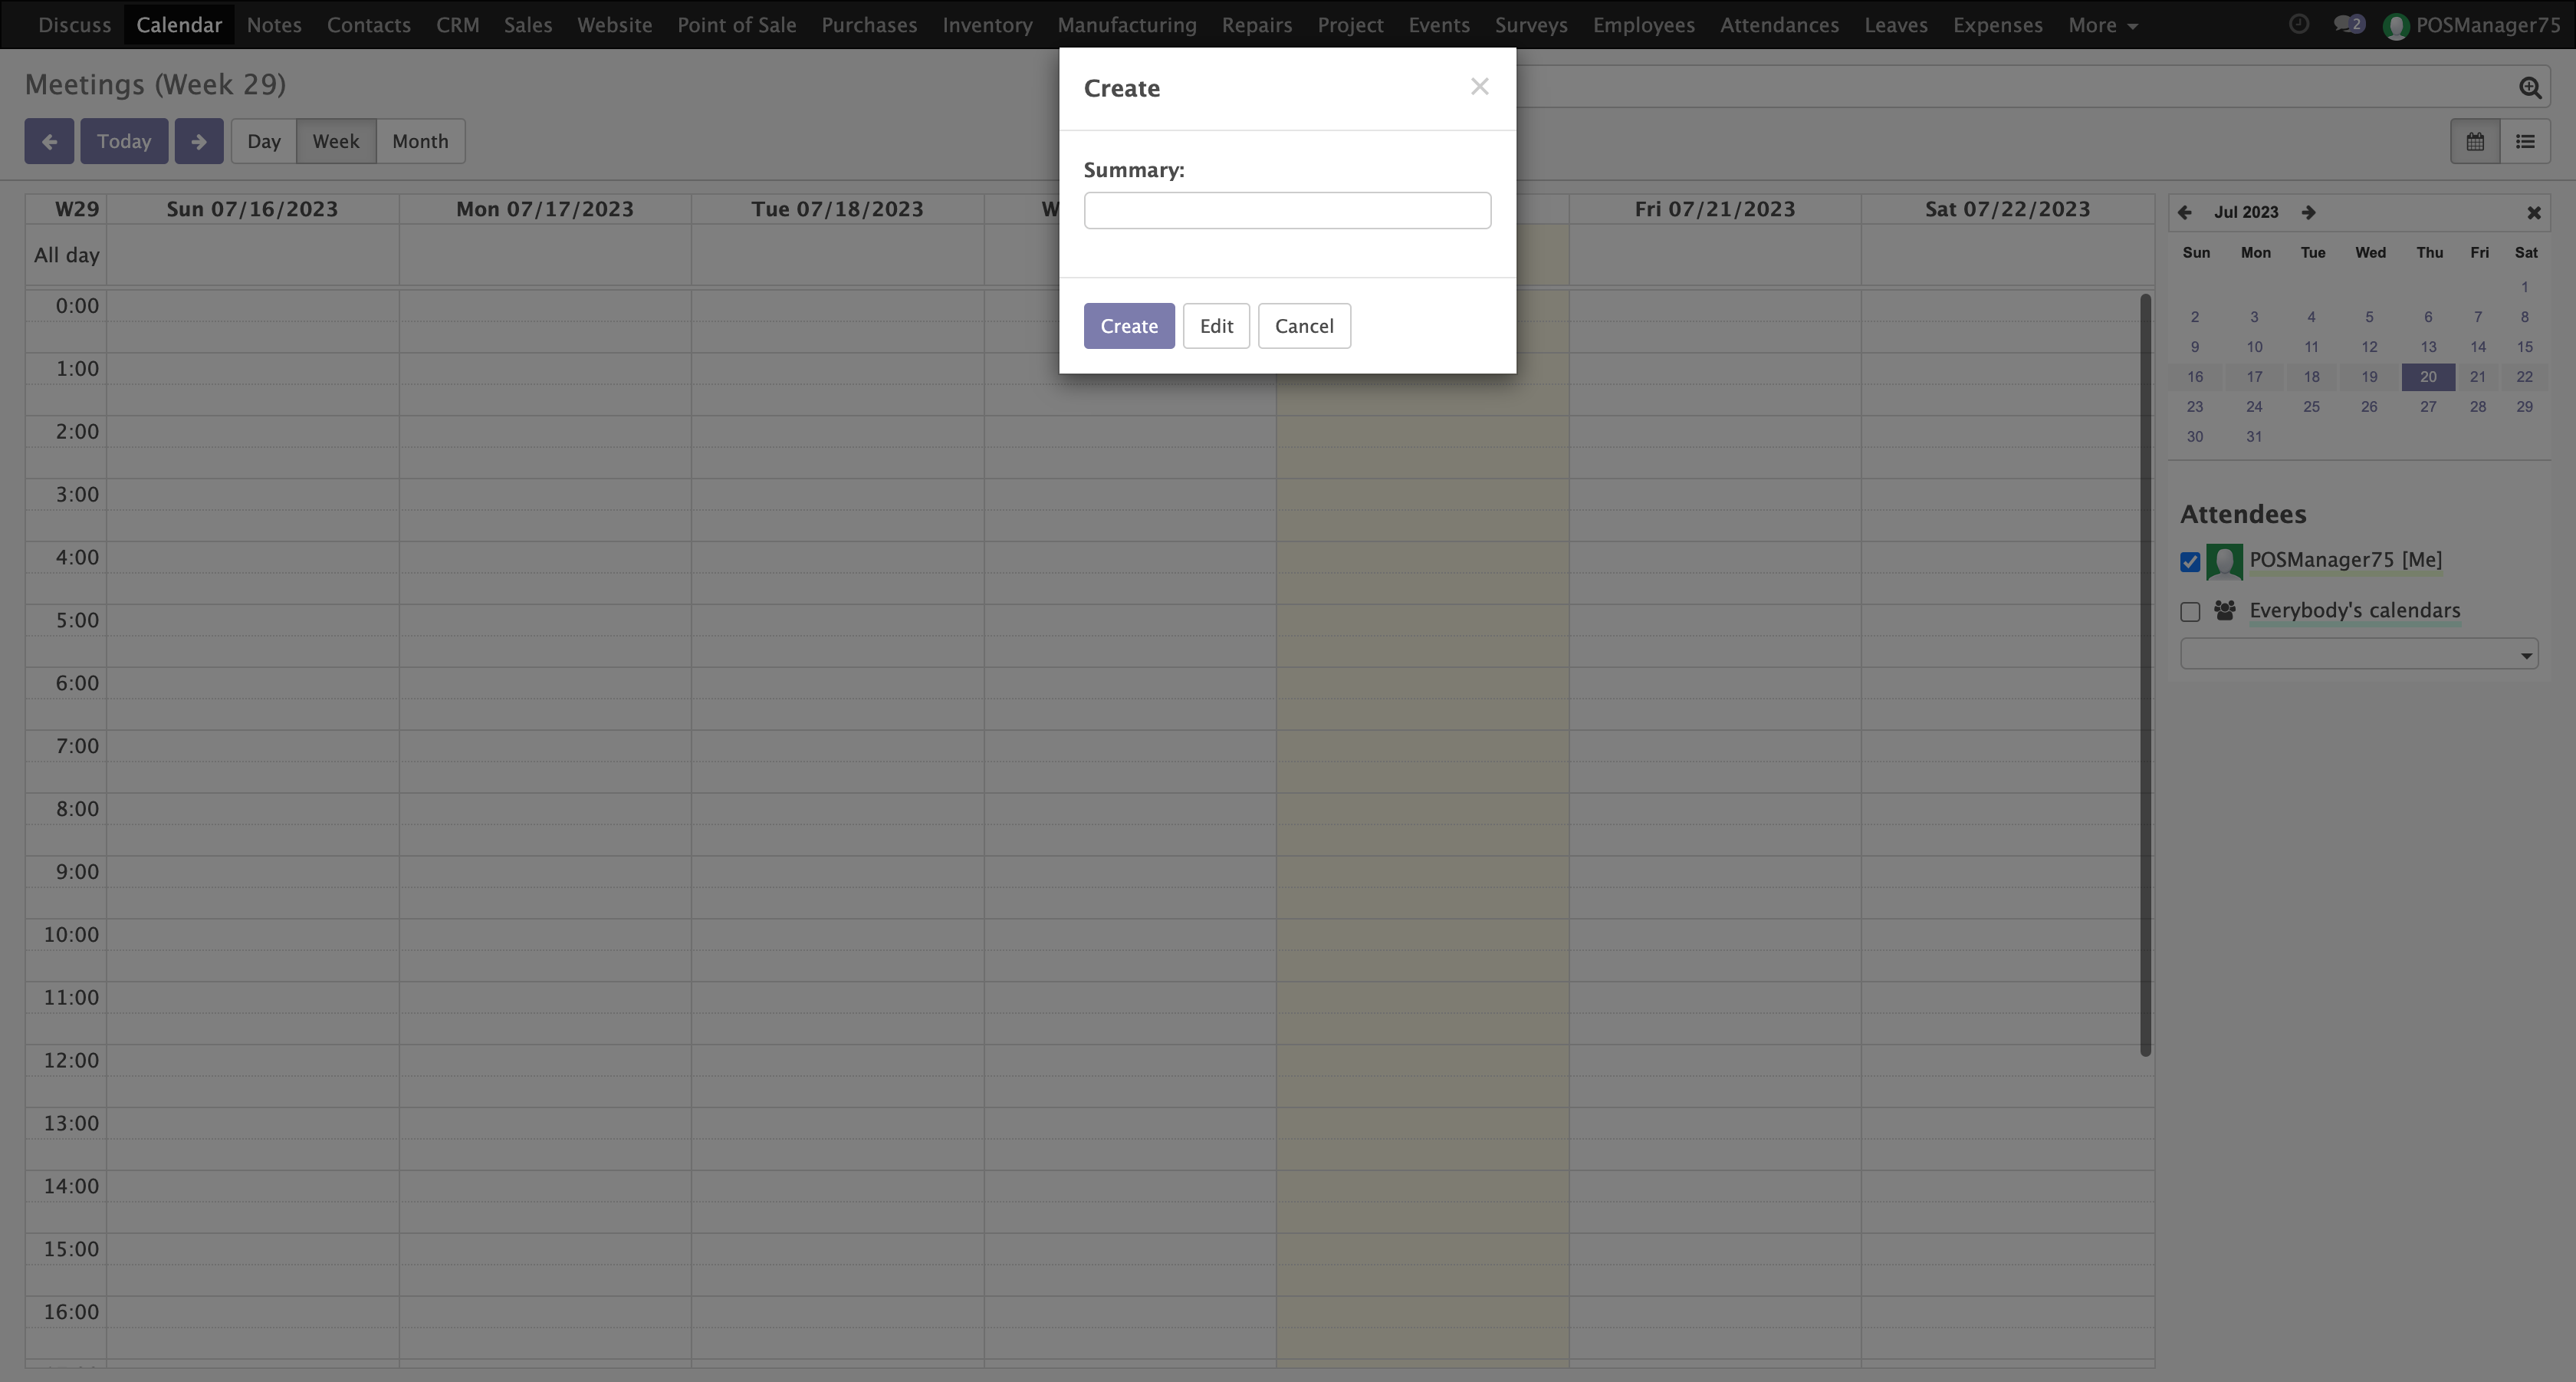 Discuss Calendar Notes Contacts CRM Sales Website Point of Sale Purchases Inventory Manufacturing Repairs Project Events Surveys Employees Attendances Leaves Expenses More 2 POSManager75
Meetings (Week 29)
Today Day Week Month
Create ×
Summary:
Create Edit Cancel
W29 Sun 07/16/2023 Mon 07/17/2023 Tue 07/18/2023 W Fri 07/21/2023 Sat 07/22/2023
All day
0:00
1:00
2:00
3:00
4:00
5:00
6:00
7:00
8:00
9:00
10:00
11:00
12:00
13:00
14:00
15:00
16:00
Jul 2023
Sun Mon Tue Wed Thu Fri Sat
1
2 3 4 5 6 7 8
9 10 11 12 13 14 15
16 17 18 19 20 21 22
23 24 25 26 27 28 29
30 31
Attendees
POSManager75 [Me]
Everybody's calendars